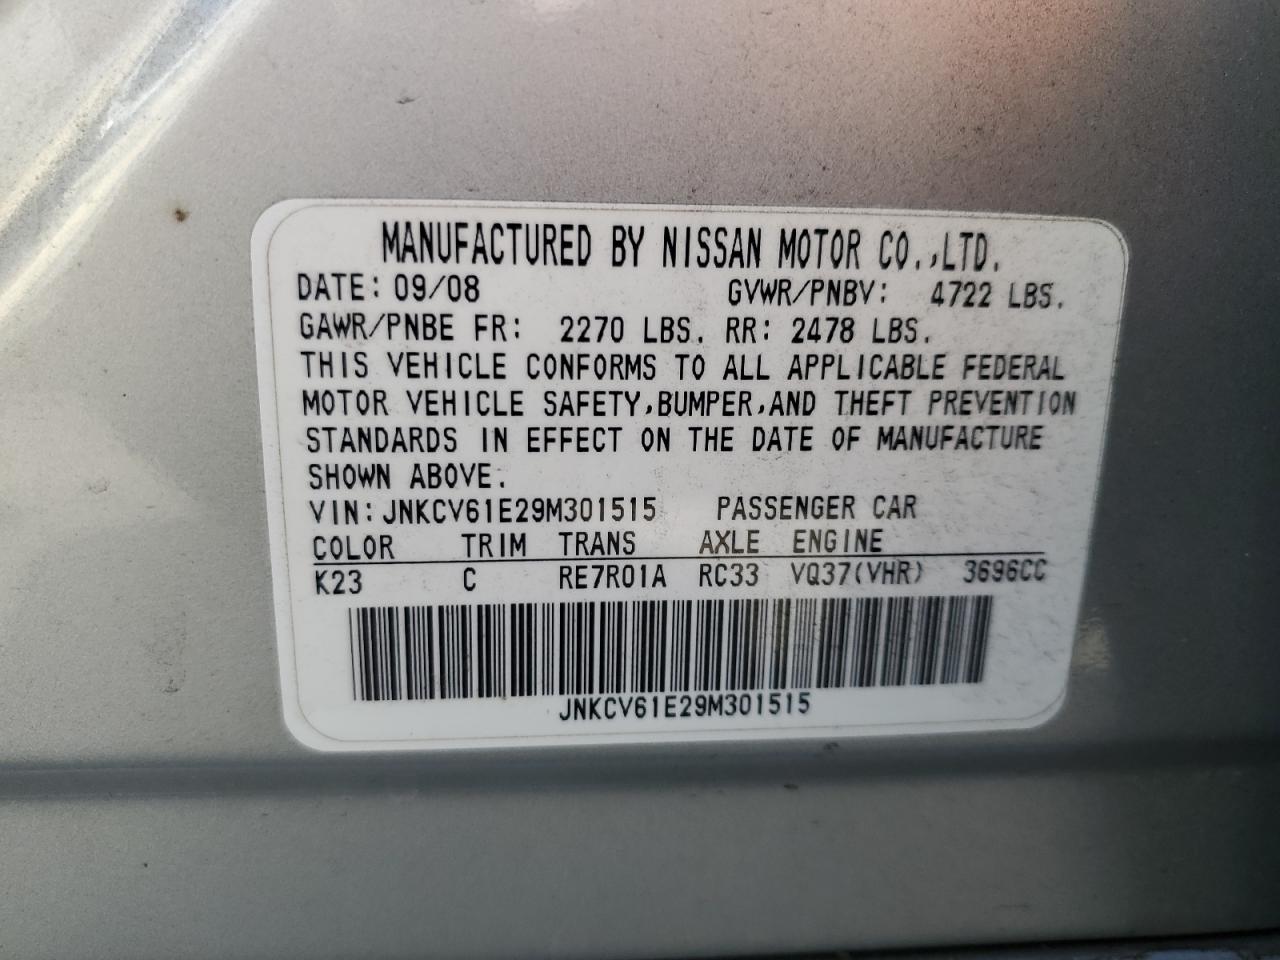 MANUFACTURED BY NISSAN MOTOR CO.,LTD.
DATE: 09/08 GVWR/PNBV: 4722 LBS.
GAWR/PNBE FR: 2270 LBS. RR: 2478 LBS.
THIS VEHICLE CONFORMS TO ALL APPLICABLE FEDERAL
MOTOR VEHICLE SAFETY,BUMPER,AND THEFT PREVENTION
STANDARDS IN EFFECT ON THE DATE OF MANUFACTURE
SHOWN ABOVE.
VIN: JNKCV61E29M301515 PASSENGER CAR
COLOR TRIM TRANS AXLE ENGINE
K23 C RE7R01A RC33 VQ37(VHR) 3696CC
JNKCV61E29M301515